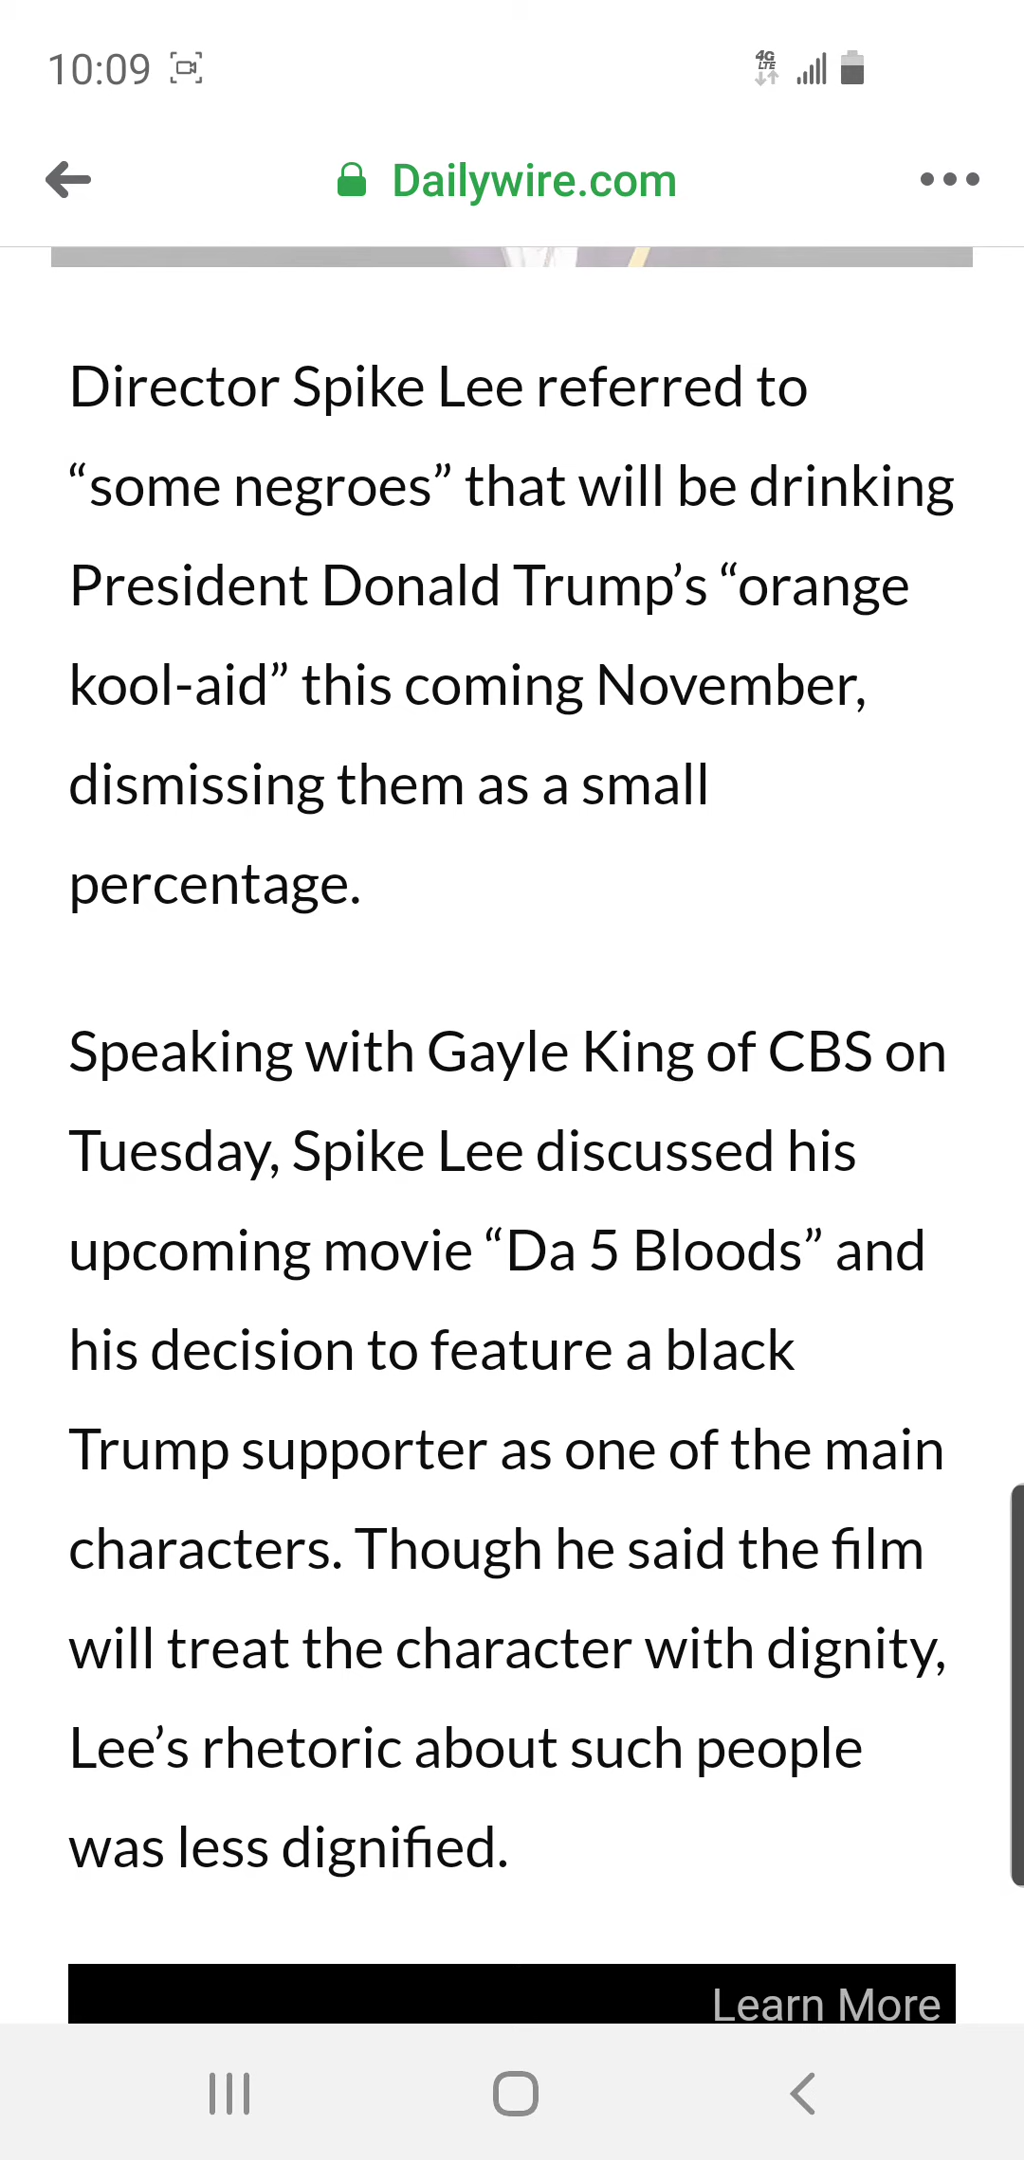 10:09
4G
LTE
Dailywire.com
Director Spike Lee referred to
“some negroes” that will be drinking
President Donald Trump’s “orange
kool-aid” this coming November,
dismissing them as a small
percentage.
Speaking with Gayle King of CBS on
Tuesday, Spike Lee discussed his
upcoming movie “Da 5 Bloods” and
his decision to feature a black
Trump supporter as one of the main
characters. Though he said the film
will treat the character with dignity,
Lee’s rhetoric about such people
was less dignified.
Learn More